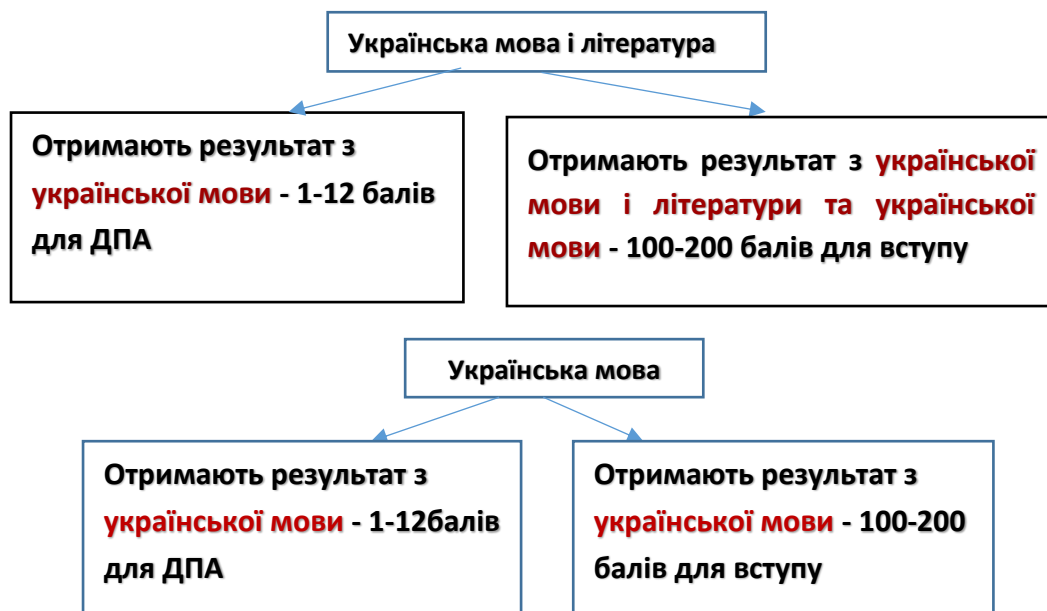 Українська мова і література
Отримають результат з
української мови - 1-12 балів
для ДПА
Отримають результат з української
мови і літератури та української
мови - 100-200 балів для вступу
Українська мова
Отримають результат з
української мови - 1-12балів
для ДПА
Отримають результат з
української мови - 100-200
балів для вступу